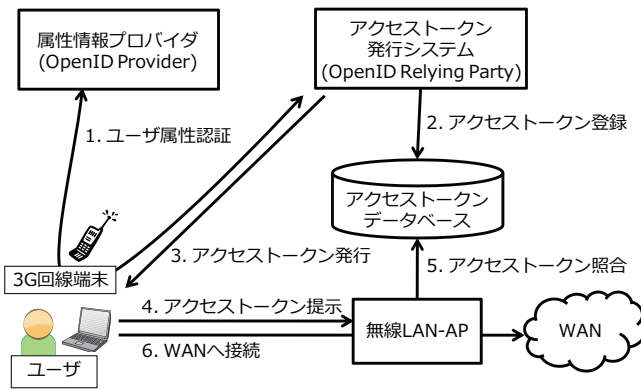 属性情報プロバイダ
(OpenID Provider)
アクセストークン
発行システム
(OpenID Relying Party)
1. ユーザ属性認証
2. アクセストークン登録
アクセストークン
データベース
3. アクセストークン発行
3G回線端末
5. アクセストークン照合
4. アクセストークン提示
無線LAN-AP
WAN
6. WANへ接続
ユーザ